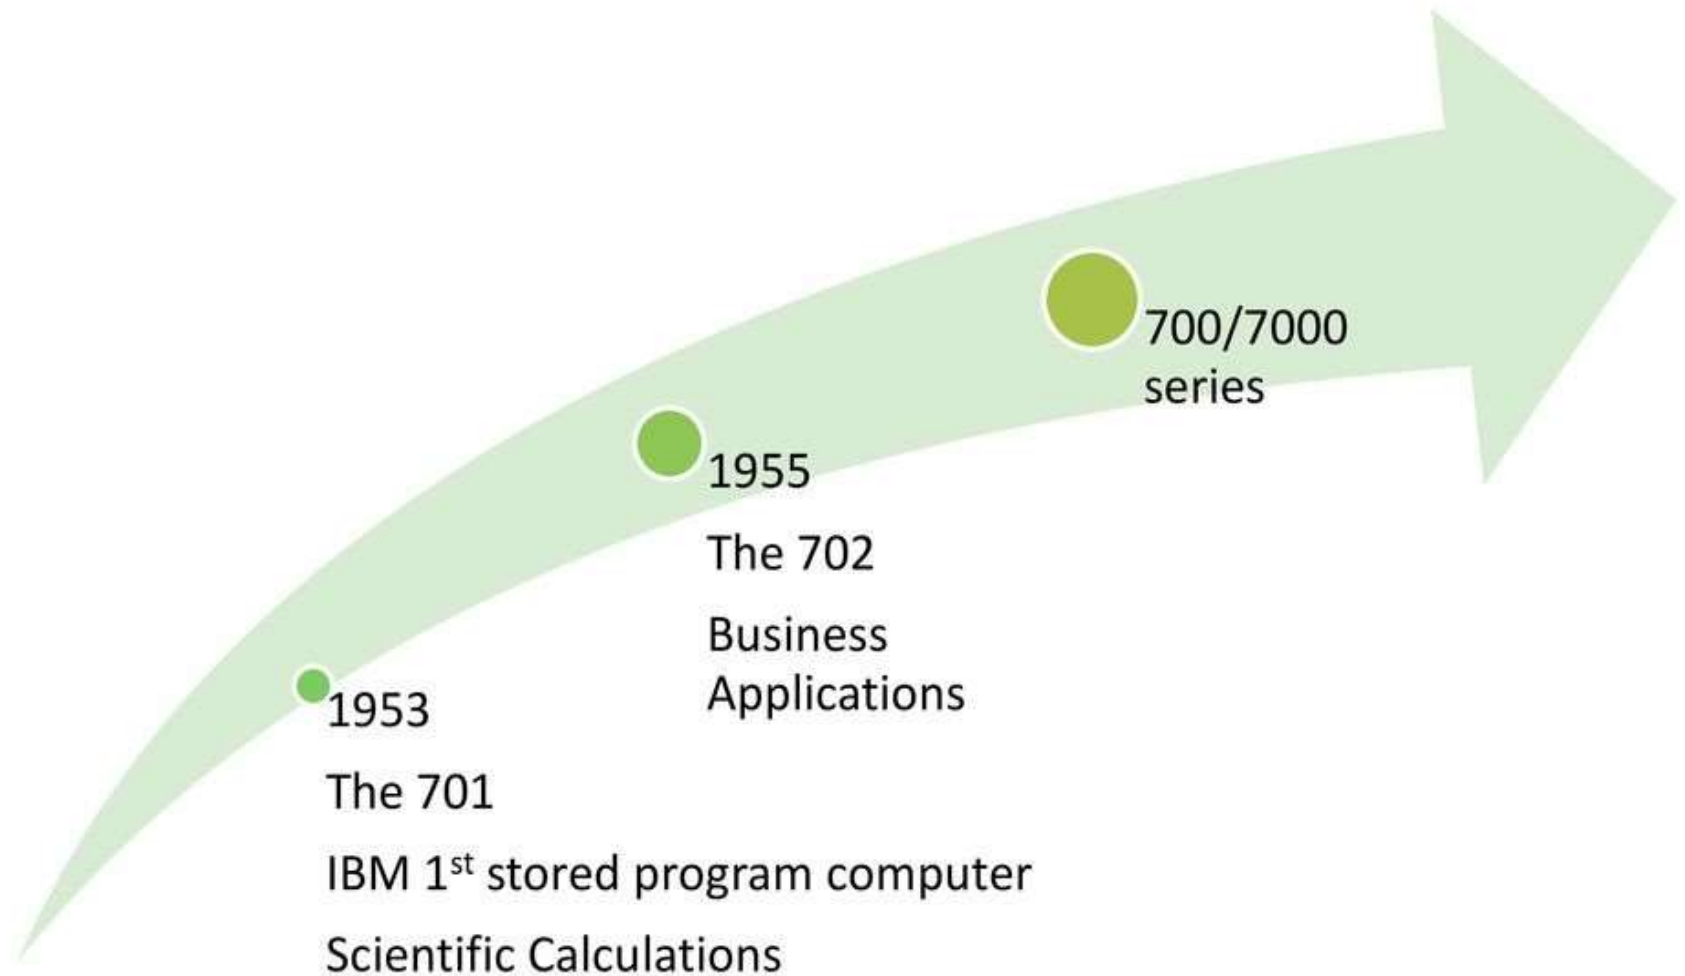 1953
The 701
IBM 1st stored program computer
Scientific Calculations
1955
The 702
Business
Applications
700/7000
series